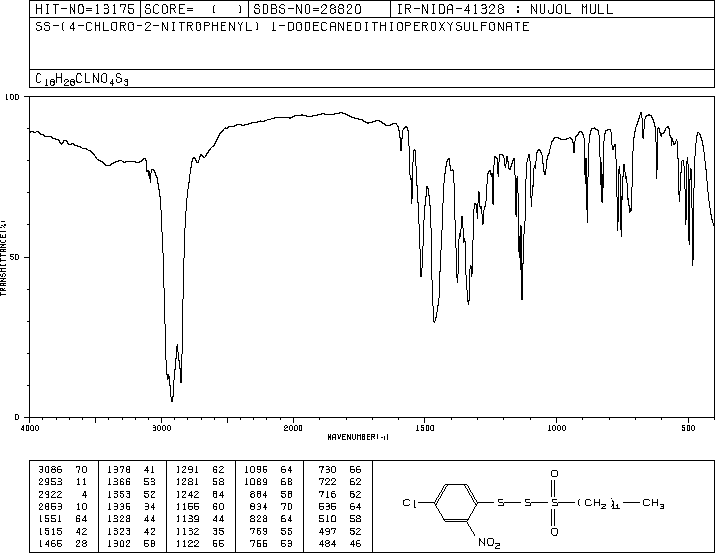 HIT-NO=13175 SCORE= ( ) SDBS-NO=28820 IR-NIDA-41328 : NUJOL MULL
SS-(4-CHLORO-2-NITROPHENYL) 1-DODECANEDITHIOPEROXYSULFONATE
C18H28CLNO4S3
100
TRANSMITTANCE(%)
50
0
4000 3000 2000 1500 1000 500
WAVENUMBER(-1)
3086 70 1378 41 1291 62 1096 64 730 66
2953 11 1366 53 1281 58 1089 68 722 62
2922 4 1353 52 1242 64 884 58 716 62
2853 10 1336 34 1166 60 834 70 636 64
1551 64 1328 44 1139 44 828 64 510 58
1515 42 1323 42 1132 35 769 55 497 52
1466 28 1302 68 1122 66 756 53 484 46
O
Cl S S S (CH2)11 CH3
O
NO2